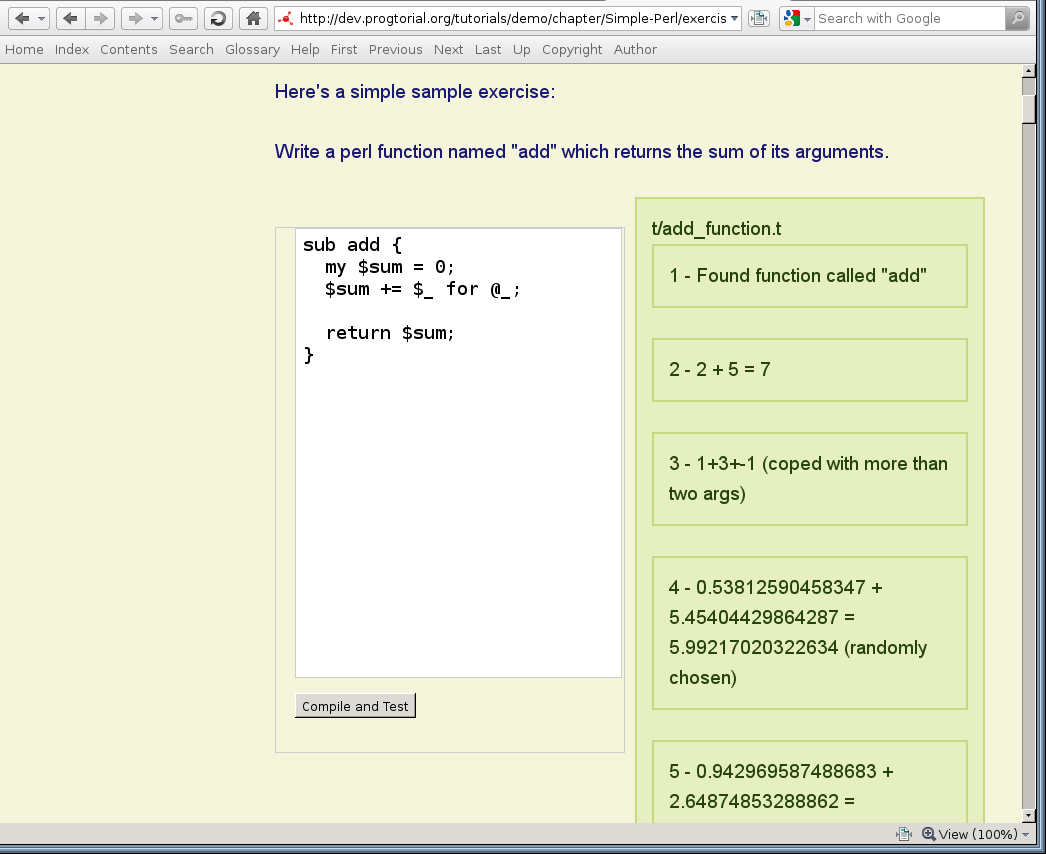 http://dev.progtorial.org/tutorials/demo/chapter/Simple-Perl/exercis
Search with Google
Home Index Contents Search Glossary Help First Previous Next Last Up Copyright Author
Here's a simple sample exercise:
Write a perl function named "add" which returns the sum of its arguments.
sub add {
  my $sum = 0;
  $sum += $_ for @_;
  return $sum;
}
Compile and Test
t/add_function.t
1 - Found function called "add"
2 - 2 + 5 = 7
3 - 1+3+-1 (coped with more than
two args)
4 - 0.53812590458347 +
5.45404429864287 =
5.99217020322634 (randomly
chosen)
5 - 0.942969587488683 +
2.64874853288862 =
View (100%)